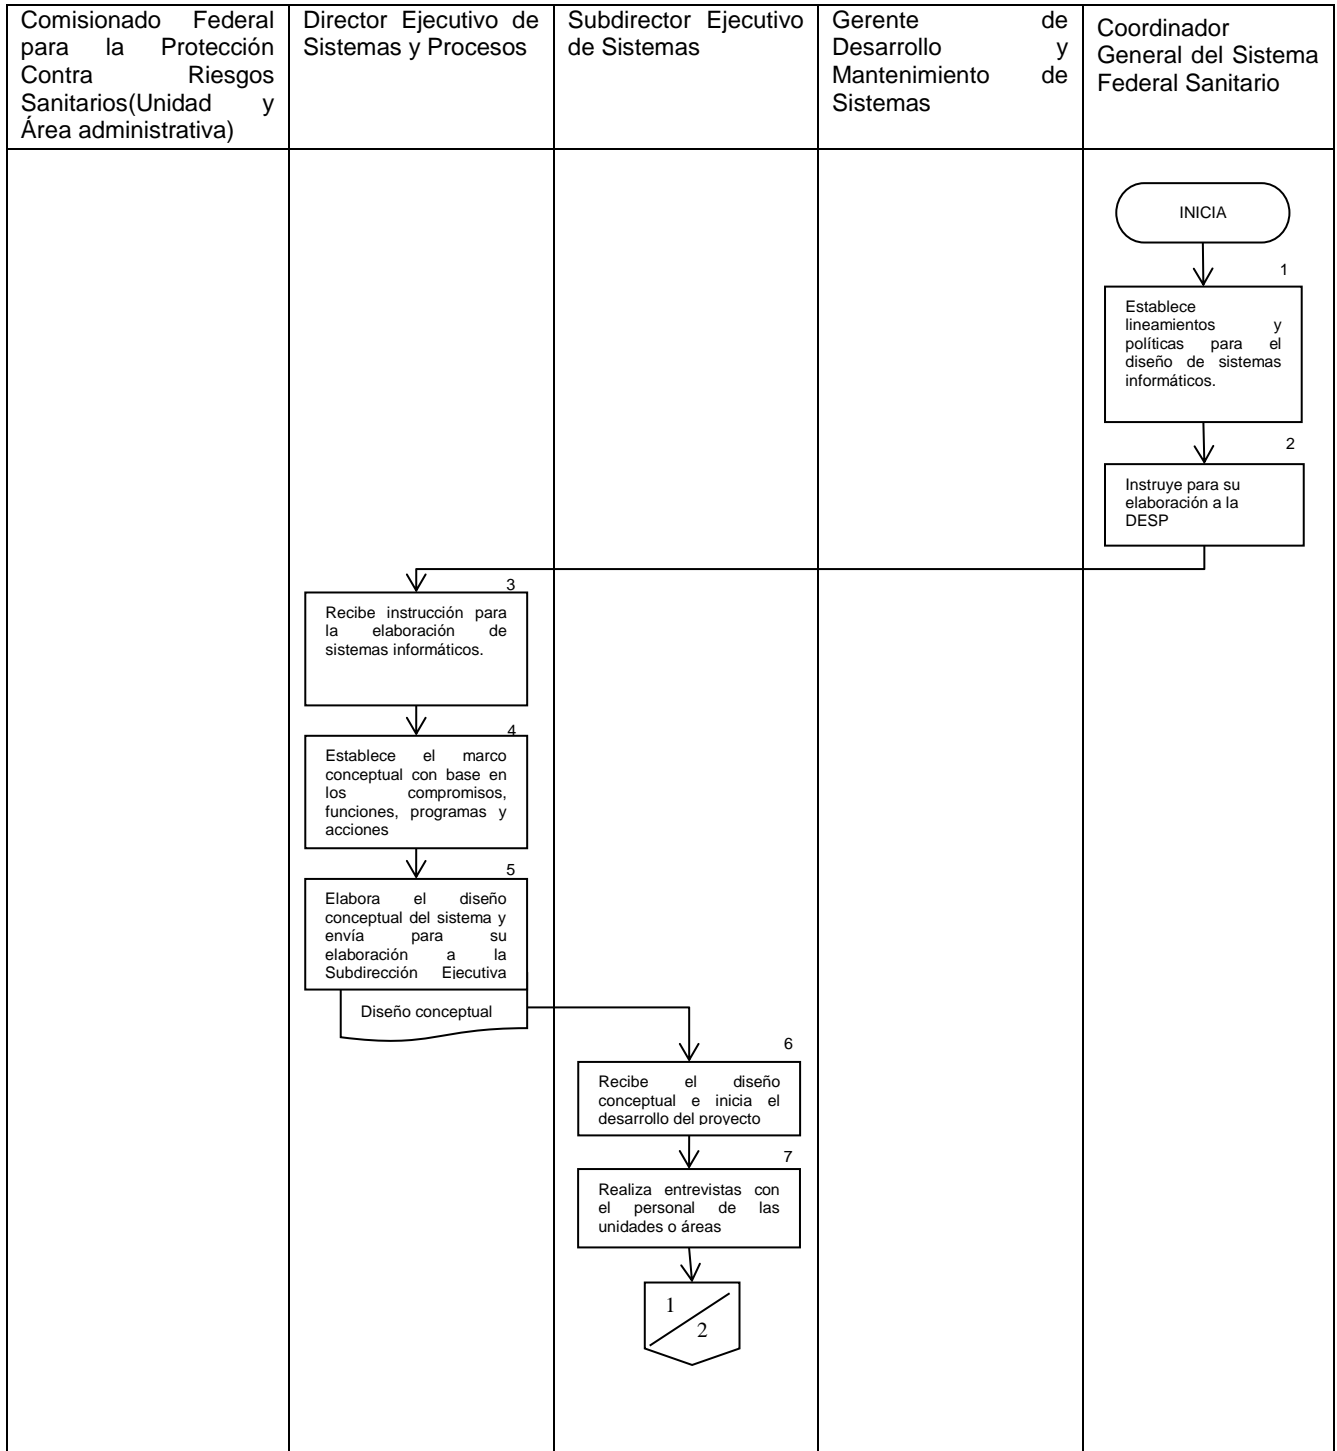 Comisionado Federal
para la Protección
Contra Riesgos
Sanitarios(Unidad y
Área administrativa)
Director Ejecutivo de
Sistemas y Procesos
Subdirector Ejecutivo
de Sistemas
Gerente de
Desarrollo y
Mantenimiento de
Sistemas
Coordinador
General del Sistema
Federal Sanitario
INICIA
1
Establece
lineamientos y
políticas para el
diseño de sistemas
informáticos.
2
Instruye para su
elaboración a la
DESP
3
Recibe instrucción para
la elaboración de
sistemas informáticos.
4
Establece el marco
conceptual con base en
los compromisos,
funciones, programas y
acciones
5
Elabora el diseño
conceptual del sistema y
envía para su
elaboración a la
Subdirección Ejecutiva
Diseño conceptual
6
Recibe el diseño
conceptual e inicia el
desarrollo del proyecto
7
Realiza entrevistas con
el personal de las
unidades o áreas
1
2